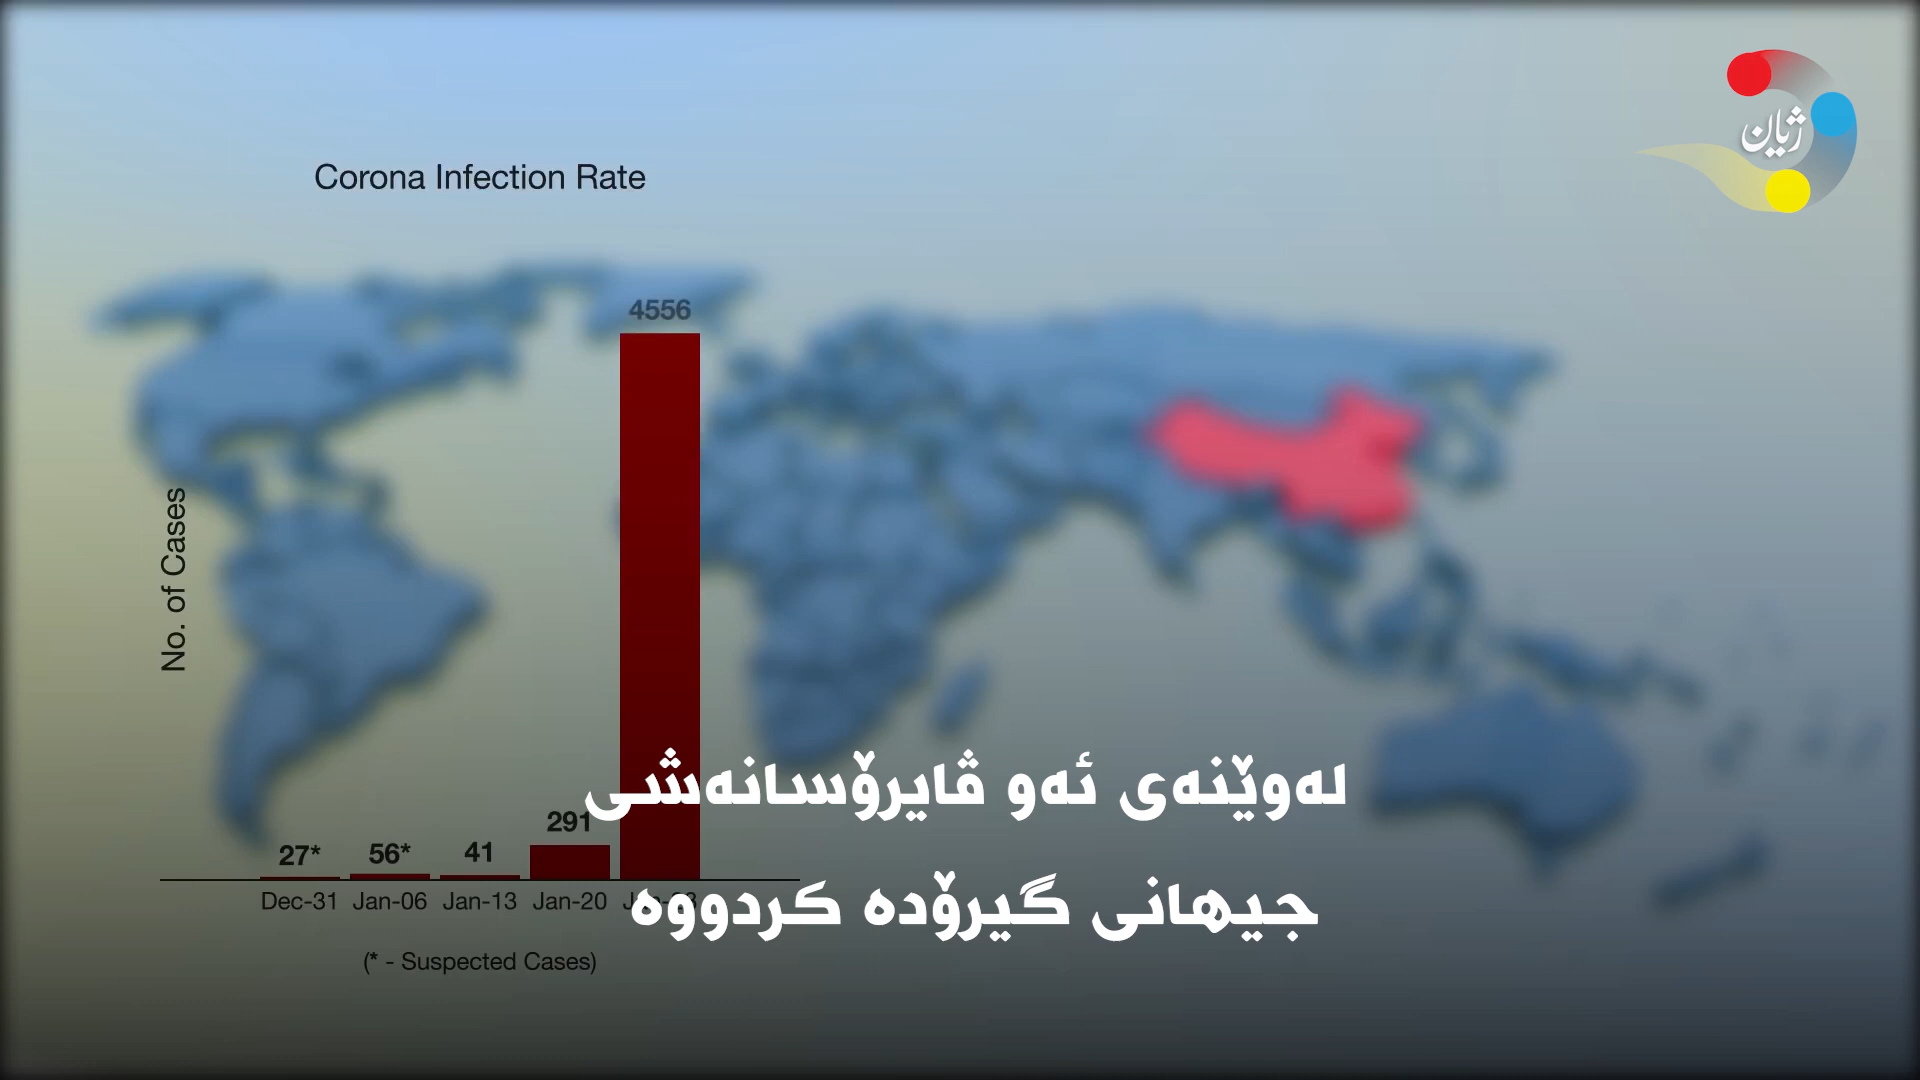 ژیان
Corona Infection Rate
No. of Cases
4556
291
27*
56*
41
Dec-31
Jan-06
Jan-13
Jan-20
(* - Suspected Cases)
لەوێنەی ئەو ڤایرۆسانەشی
جیهانی گیرۆدە کردووە